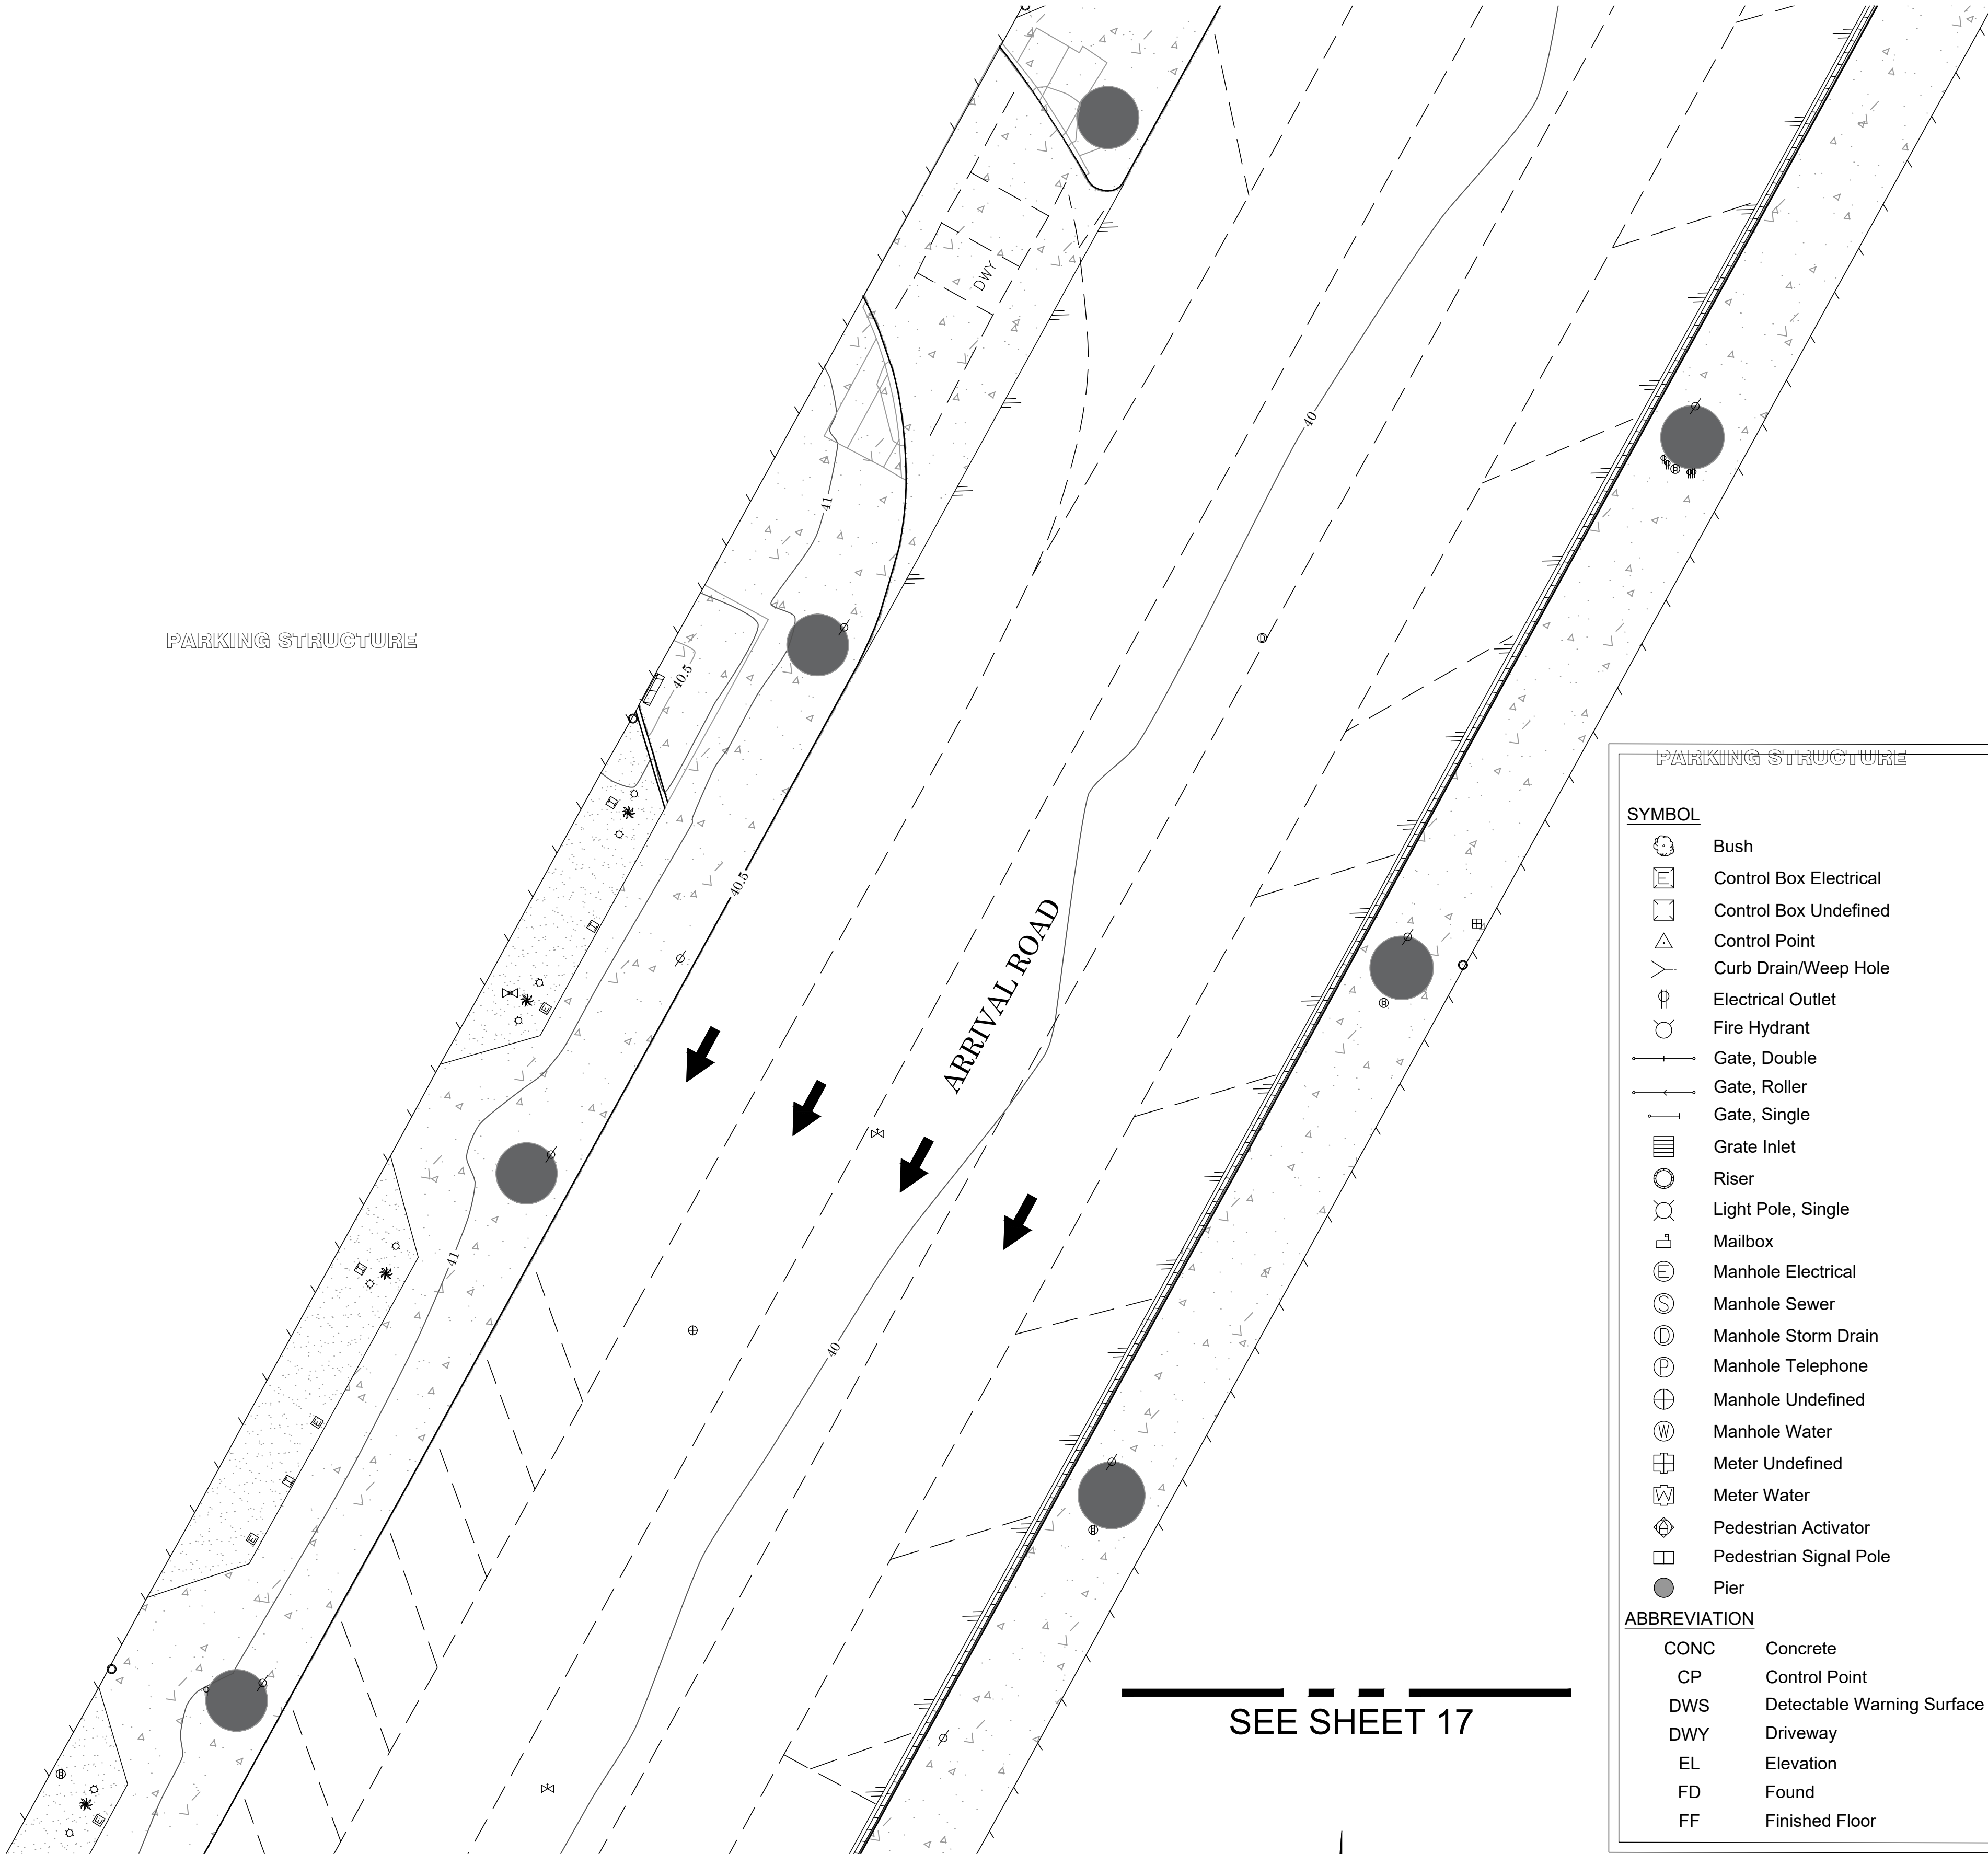 DWY
40
41
PARKING STRUCTURE
40.5
40.5
ARRIVAL ROAD
41
40
SEE SHEET 17
PARKING STRUCTURE
SYMBOL
Bush
E Control Box Electrical
Control Box Undefined
Control Point
Curb Drain/Weep Hole
Electrical Outlet
Fire Hydrant
Gate, Double
Gate, Roller
Gate, Single
Grate Inlet
Riser
Light Pole, Single
Mailbox
E Manhole Electrical
S Manhole Sewer
D Manhole Storm Drain
P Manhole Telephone
Manhole Undefined
W Manhole Water
Meter Undefined
W Meter Water
Pedestrian Activator
Pedestrian Signal Pole
Pier
ABBREVIATION
CONC Concrete
CP Control Point
DWS Detectable Warning Surface
DWY Driveway
EL Elevation
FD Found
FF Finished Floor